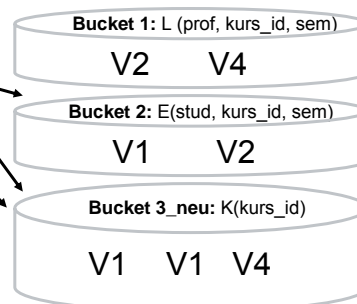 Bucket 1: L (prof, kurs_id, sem)
V2 V4
Bucket 2: E(stud, kurs_id, sem)
V1 V2
Bucket 3_neu: K(kurs_id)
V1 V1 V4